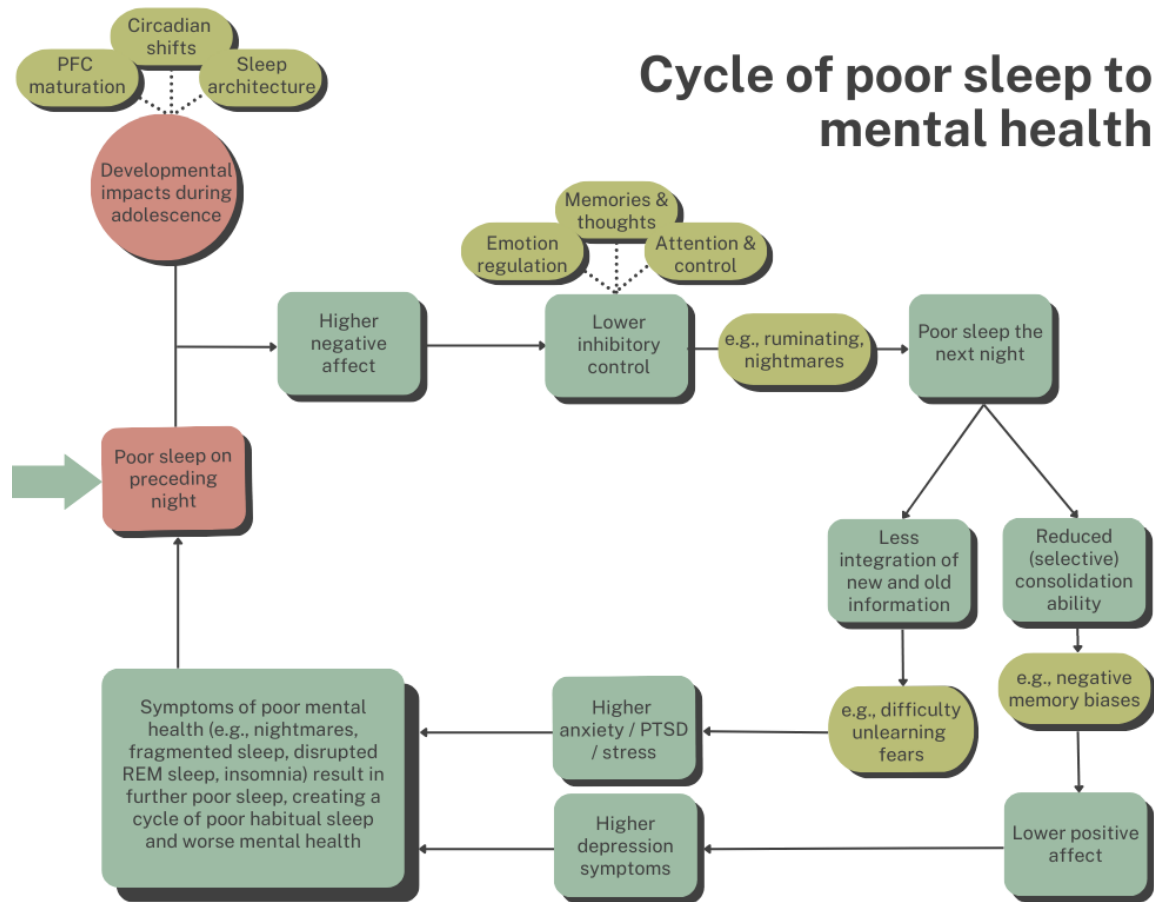 Cycle of poor sleep to
mental health
Circadian
shifts
PFC
maturation
Sleep
architecture
Developmental
impacts during
adolescence
Memories &
thoughts
Emotion
regulation
Attention &
control
Higher
negative
affect
Lower
inhibitory
control
e.g., ruminating,
nightmares
Poor sleep the
next night
Poor sleep on
preceding
night
Less
integration of
new and old
information
Reduced
(selective)
consolidation
ability
e.g., negative
memory biases
e.g., difficulty
unlearning
fears
Higher
anxiety / PTSD
/ stress
Symptoms of poor mental
health (e.g., nightmares,
fragmented sleep, disrupted
REM sleep, insomnia) result in
further poor sleep, creating a
cycle of poor habitual sleep
and worse mental health
Higher
depression
symptoms
Lower positive
affect